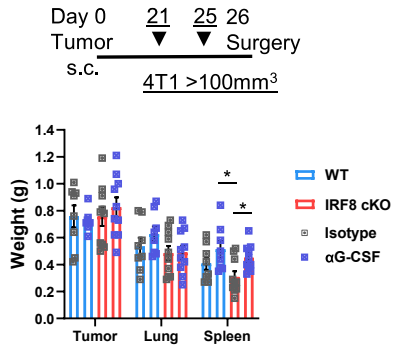 Day 0 21 25 26
Tumor Surgery
s.c.
4T1 >100mm³
Weight (g)
1.4
1.2
1.0
0.8
0.6
0.4
0.2
0.0
* *
Tumor Lung Spleen
WT
IRF8 cKO
Isotype
αG-CSF